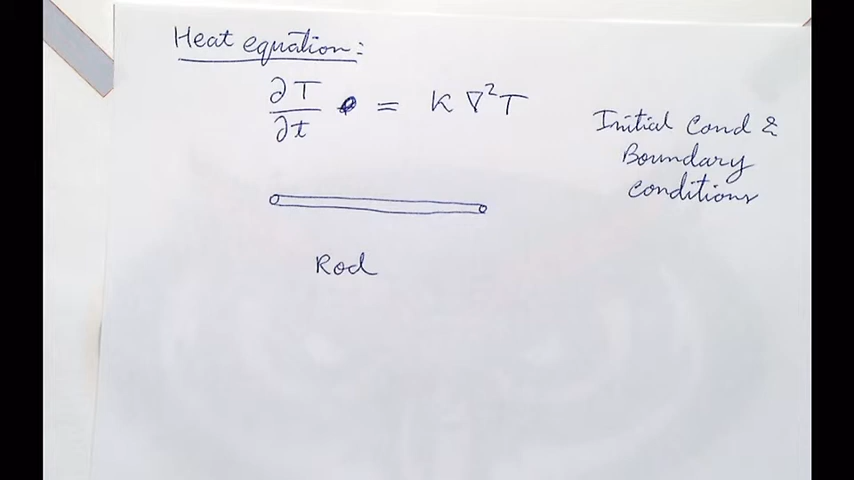 Heat equation:
∂T/∂t = K ∇²T
Initial Cond &
Boundary
Conditions
Rod